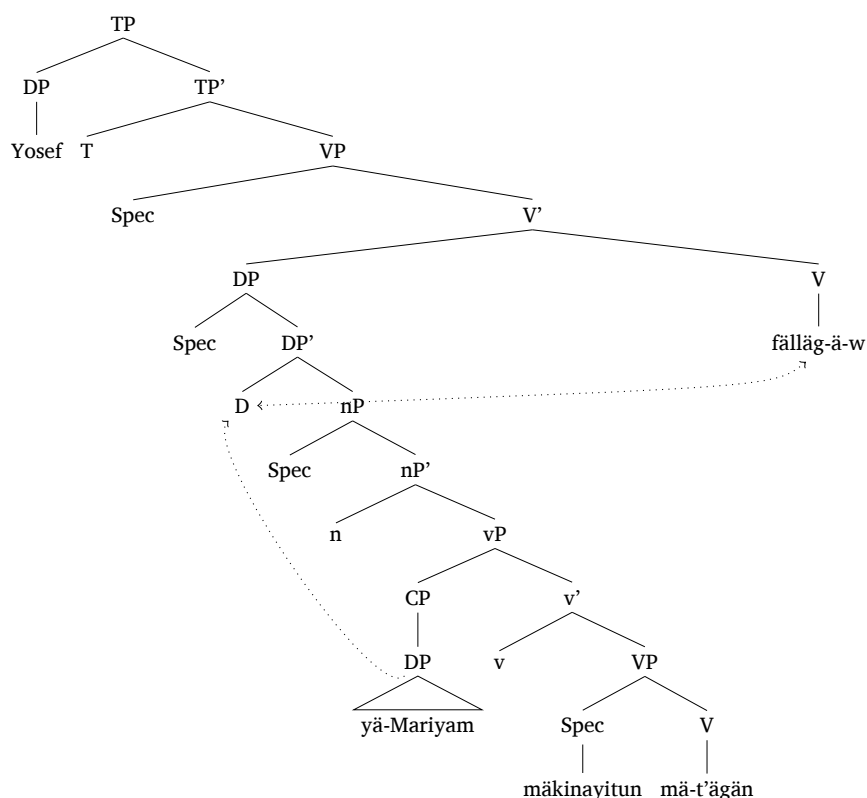 TP
DP TP’
Yosef T VP
Spec V’
DP V
Spec DP’ fälläg-ä-w
D nP
Spec nP’
n vP
CP v’
DP v VP
yä-Mariyam Spec V
mäkinayitun mä-t’ägän